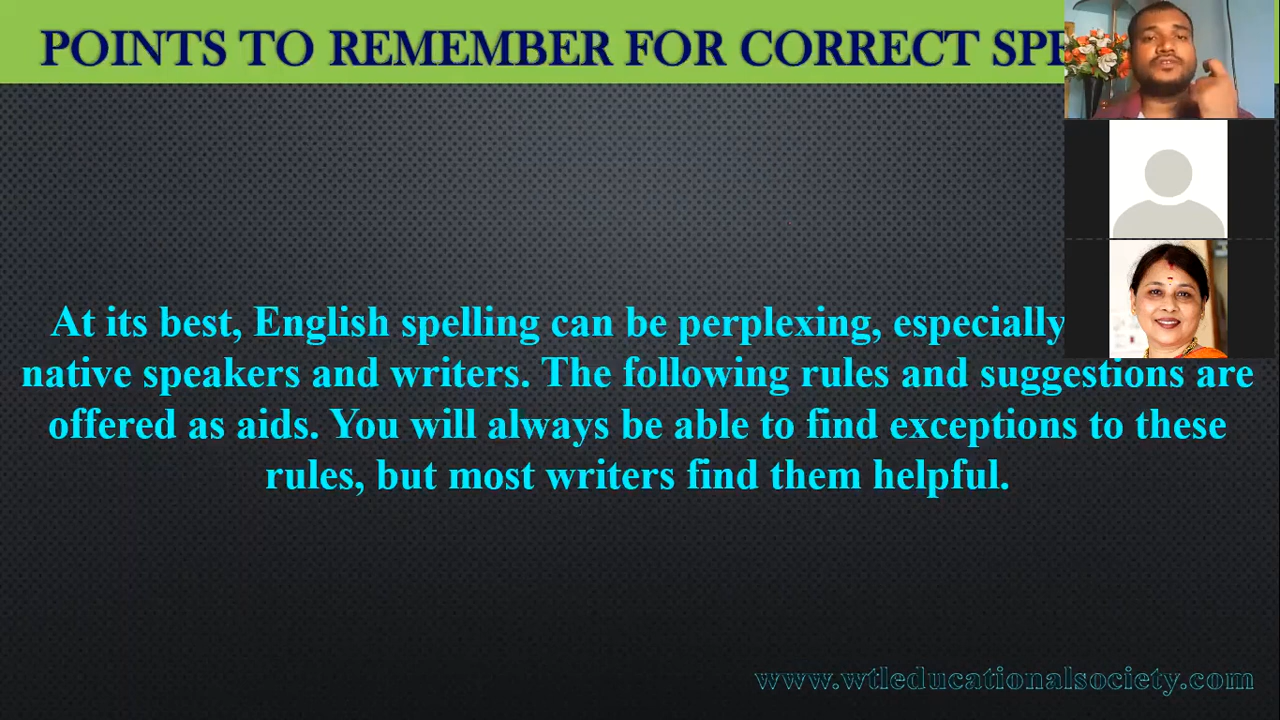 POINTS TO REMEMBER FOR CORRECT
At its best, English spelling can be perplexing, especially
native speakers and writers. The following rules and suggestions are
offered as aids. You will always be able to find exceptions to these
rules, but most writers find them helpful.
www.wtleducationalsociety.com